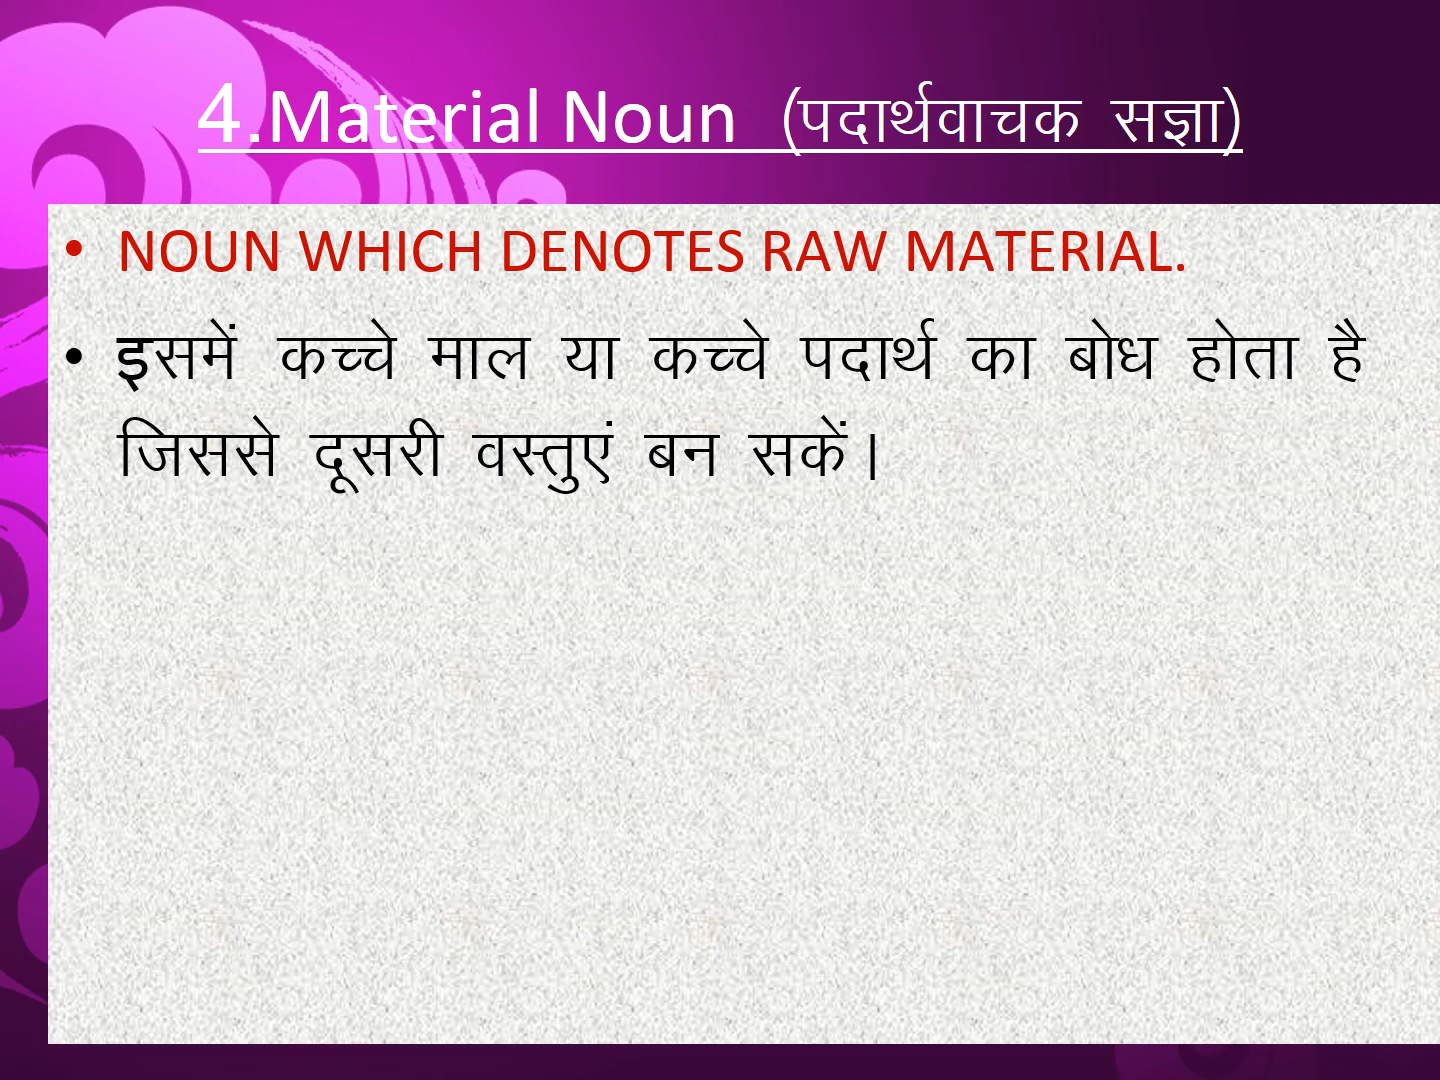 4.Material Noun (पदार्थवाचक सज्ञा)
• NOUN WHICH DENOTES RAW MATERIAL.
• इसमें कच्चे माल या कच्चे पदार्थ का बोध होता है
जिससे दूसरी वस्तुएं बन सकें।